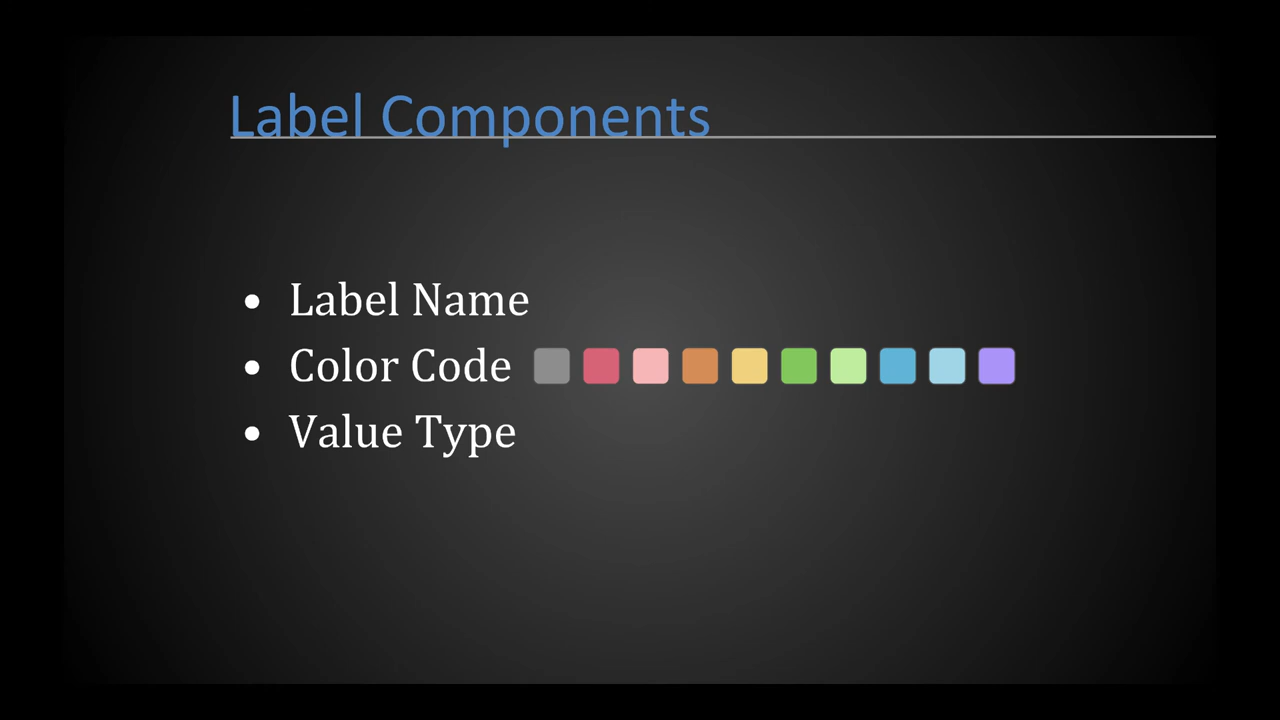 Label Components
• Label Name
• Color Code
• Value Type